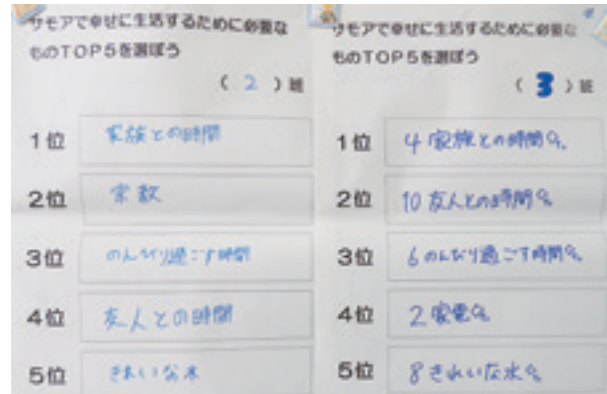 サモアで幸せに生活するために必要な
ものTOP5を選ぼう
( 2 ) 班
1位 家族との時間
2位 宗教
3位 のんびり過ごす時間
4位 友人との時間
5位 きれいな水
サモアで幸せに生活するために必要な
ものTOP5を選ぼう
( 3 ) 班
1位 4 家族との時間
2位 10 友人との時間
3位 6 のんびり過ごす時間
4位 2 家電
5位 8 きれいな水